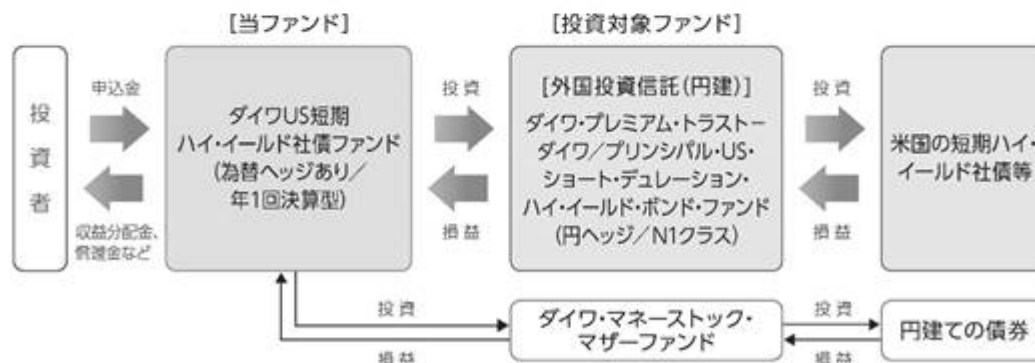 [当ファンド]
[投資対象ファンド]
投資者
申込金
収益分配金、
償還金など
ダイワUS短期
ハイ・イールド社債ファンド
(為替ヘッジあり/
年1回決算型)
投資
損益
[外国投資信託(円建)]
ダイワ・プレミアム・トラスト−
ダイワ/プリンシパル・US・
ショート・デュレーション・
ハイ・イールド・ボンド・ファンド
(円ヘッジ/N1クラス)
投資
損益
米国の短期ハイ・
イールド社債等
投資
損益
ダイワ・マネーストック・
マザーファンド
投資
損益
円建ての債券